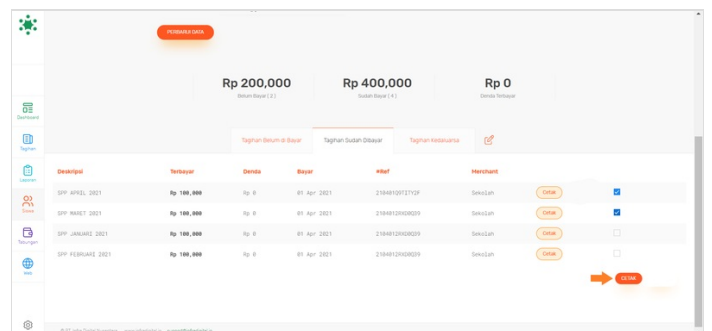 PERBARUI DATA
Rp 200,000 Rp 400,000 Rp 0
Belum Bayar [ 2 ] Sudah Bayar [ 4 ] Denda Terbayar
Dashboard
Tagihan
Laporan
Siswa
Tabungan
Web
Tagihan Belum di Bayar Tagihan Sudah Dibayar Tagihan Kedaluarsa
Deskripsi Terbayar Denda Bayar #Ref Merchant
SPP APRIL 2021 Rp 100,000 Rp 0 01 Apr 2021 Sekolah Cetak
SPP MARET 2021 Rp 100,000 Rp 0 01 Apr 2021 Sekolah Cetak
SPP JANUARI 2021 Rp 100,000 Rp 0 01 Apr 2021 Sekolah Cetak
SPP FEBRUARI 2021 Rp 100,000 Rp 0 01 Apr 2021 Sekolah Cetak
CETAK